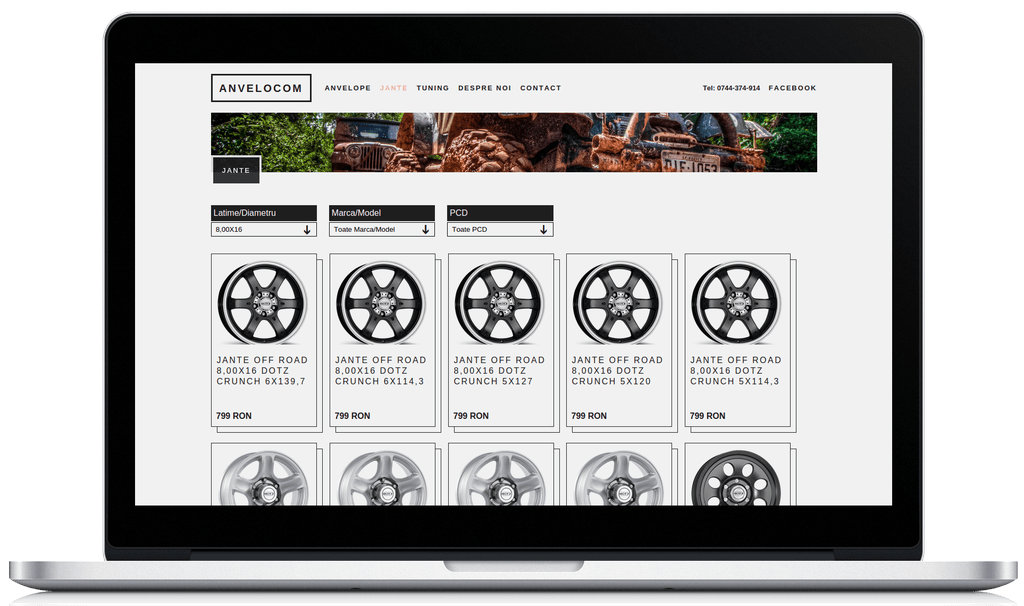 ANVELOCOM
ANVELOPE JANTE TUNING DESPRE NOI CONTACT
Tel: 0744-374-914 FACEBOOK
JANTE
Latime/Diametru
8,00X16
Marca/Model
Toate Marca/Model
PCD
Toate PCD
JANTE OFF ROAD
8,00X16 DOTZ
CRUNCH 6X139,7
799 RON
JANTE OFF ROAD
8,00X16 DOTZ
CRUNCH 6X114,3
799 RON
JANTE OFF ROAD
8,00X16 DOTZ
CRUNCH 5X127
799 RON
JANTE OFF ROAD
8,00X16 DOTZ
CRUNCH 5X120
799 RON
JANTE OFF ROAD
8,00X16 DOTZ
CRUNCH 5X114,3
799 RON